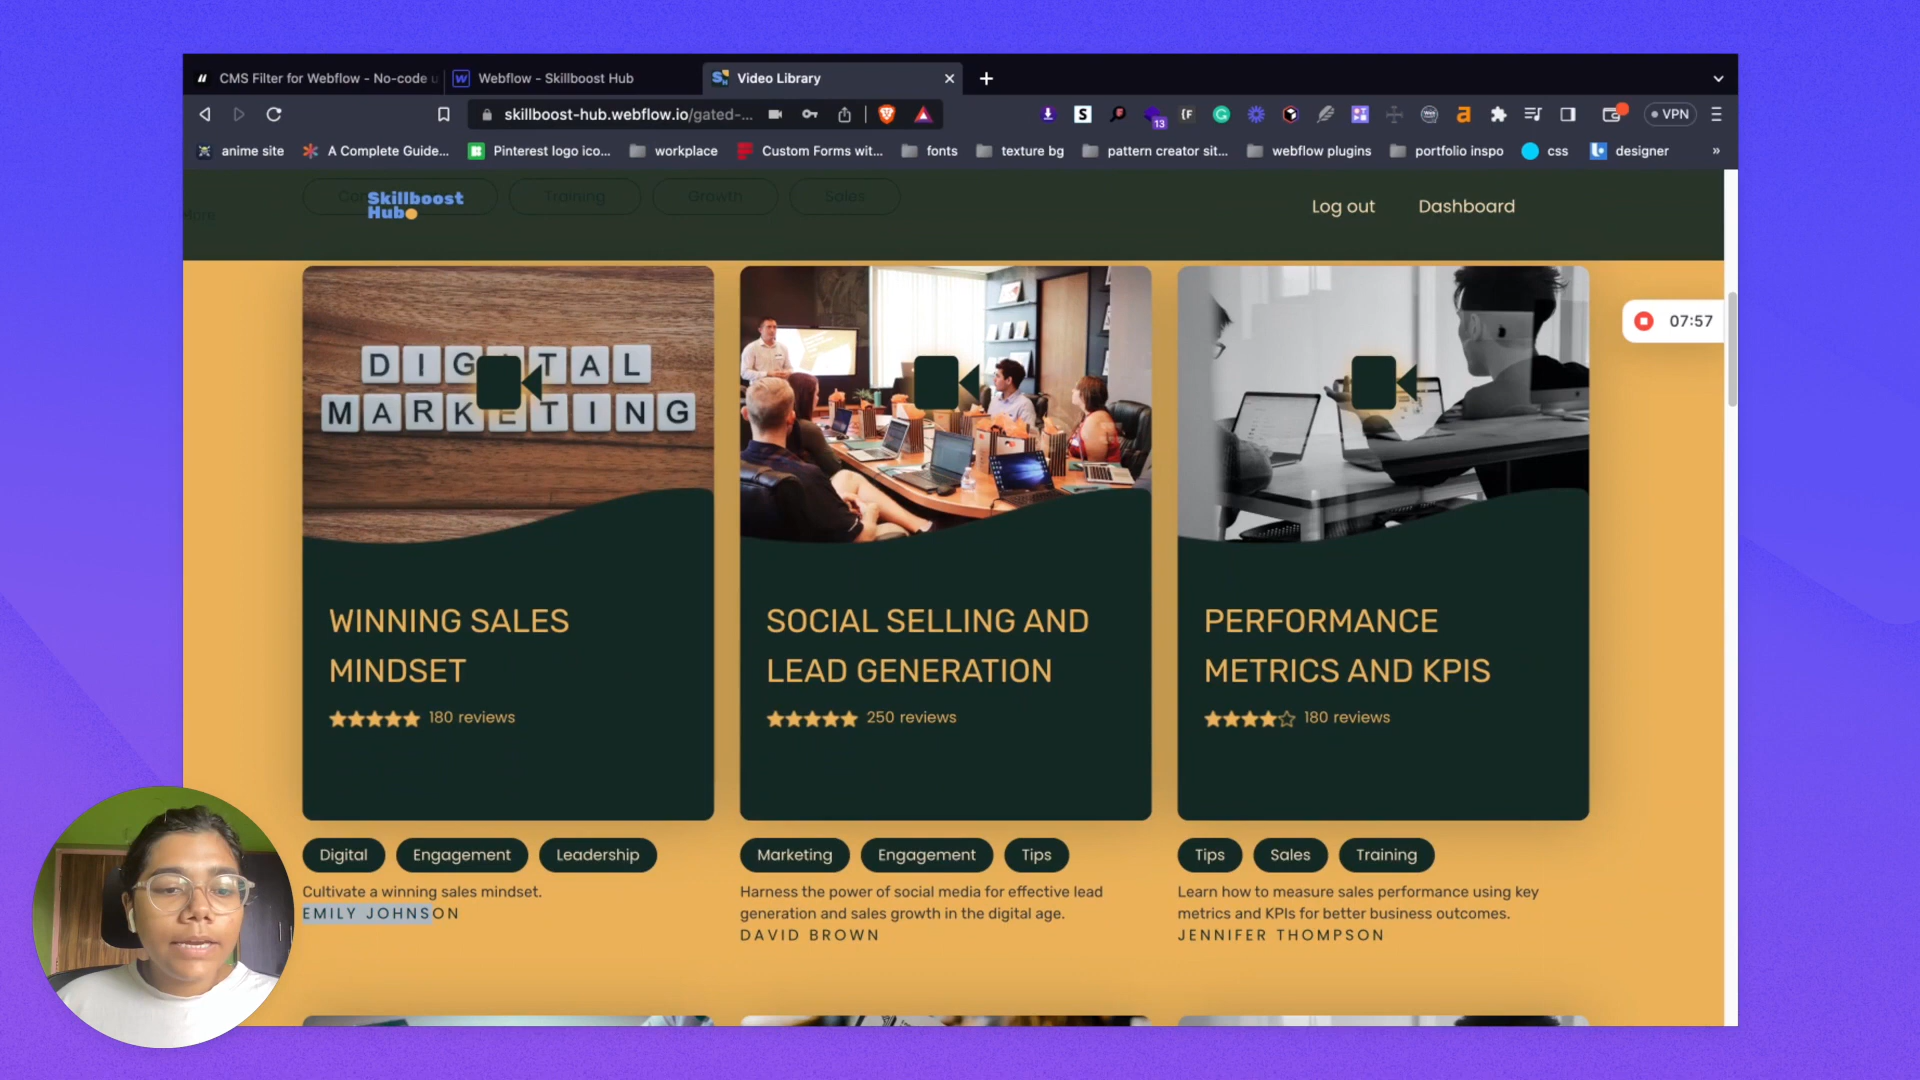 CMS Filter for Webflow - No-code
Webflow - Skillboost Hub
Video Library
skillboost-hub.webflow.io/gated-...
S
13
VPN
anime site
A Complete Guide...
Pinterest logo ico...
workplace
Custom Forms wit...
fonts
texture bg
pattern creator sit...
webflow plugins
portfolio inspo
css
designer
»
Training
Growth
Sales
Skillboost
Hub
Log out
Dashboard
07:57
DIGITAL
MARKETING
WINNING SALES
MINDSET
180 reviews
Digital
Engagement
Leadership
Cultivate a winning sales mindset.
EMILY JOHNSON
SOCIAL SELLING AND
LEAD GENERATION
250 reviews
Marketing
Engagement
Tips
Harness the power of social media for effective lead
generation and sales growth in the digital age.
DAVID BROWN
PERFORMANCE
METRICS AND KPIS
180 reviews
Tips
Sales
Training
Learn how to measure sales performance using key
metrics and KPIs for better business outcomes.
JENNIFER THOMPSON